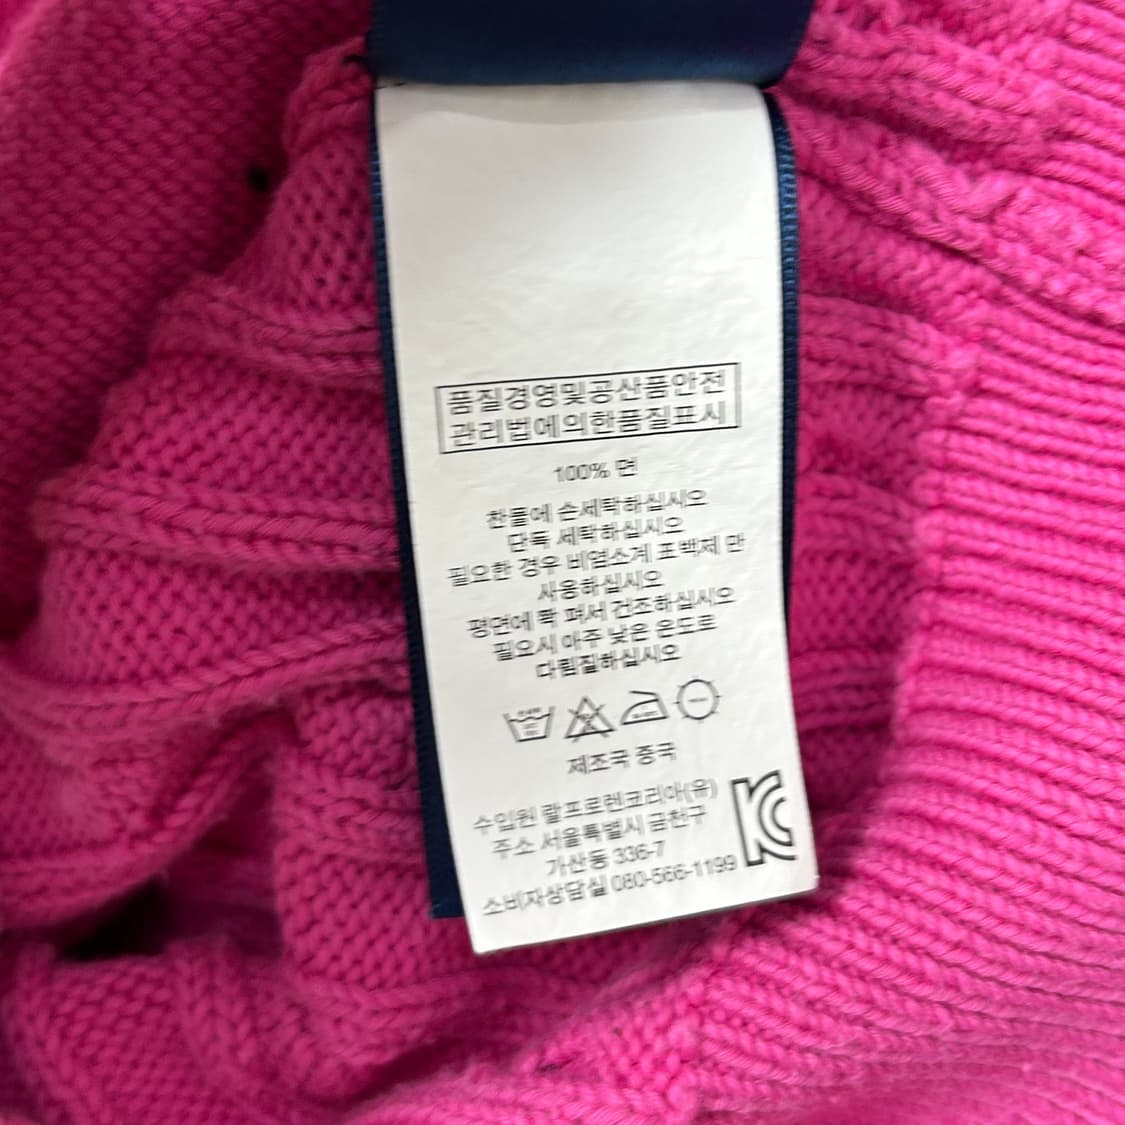 품질경영및공산품안전
관리법에의한품질표시
100% 면
찬물에 손세탁하십시오
단독 세탁하십시오
필요한 경우 비염소계 표백제 만
사용하십시오
평면에 쫙 펴서 건조하십시오
필요시 아주 낮은 온도로
다림질하십시오
제조국 중국
수입원 랄프로렌코리아(유)
주소 서울특별시 금천구
가산동 336-7
소비자상담실 080-566-1199
KC